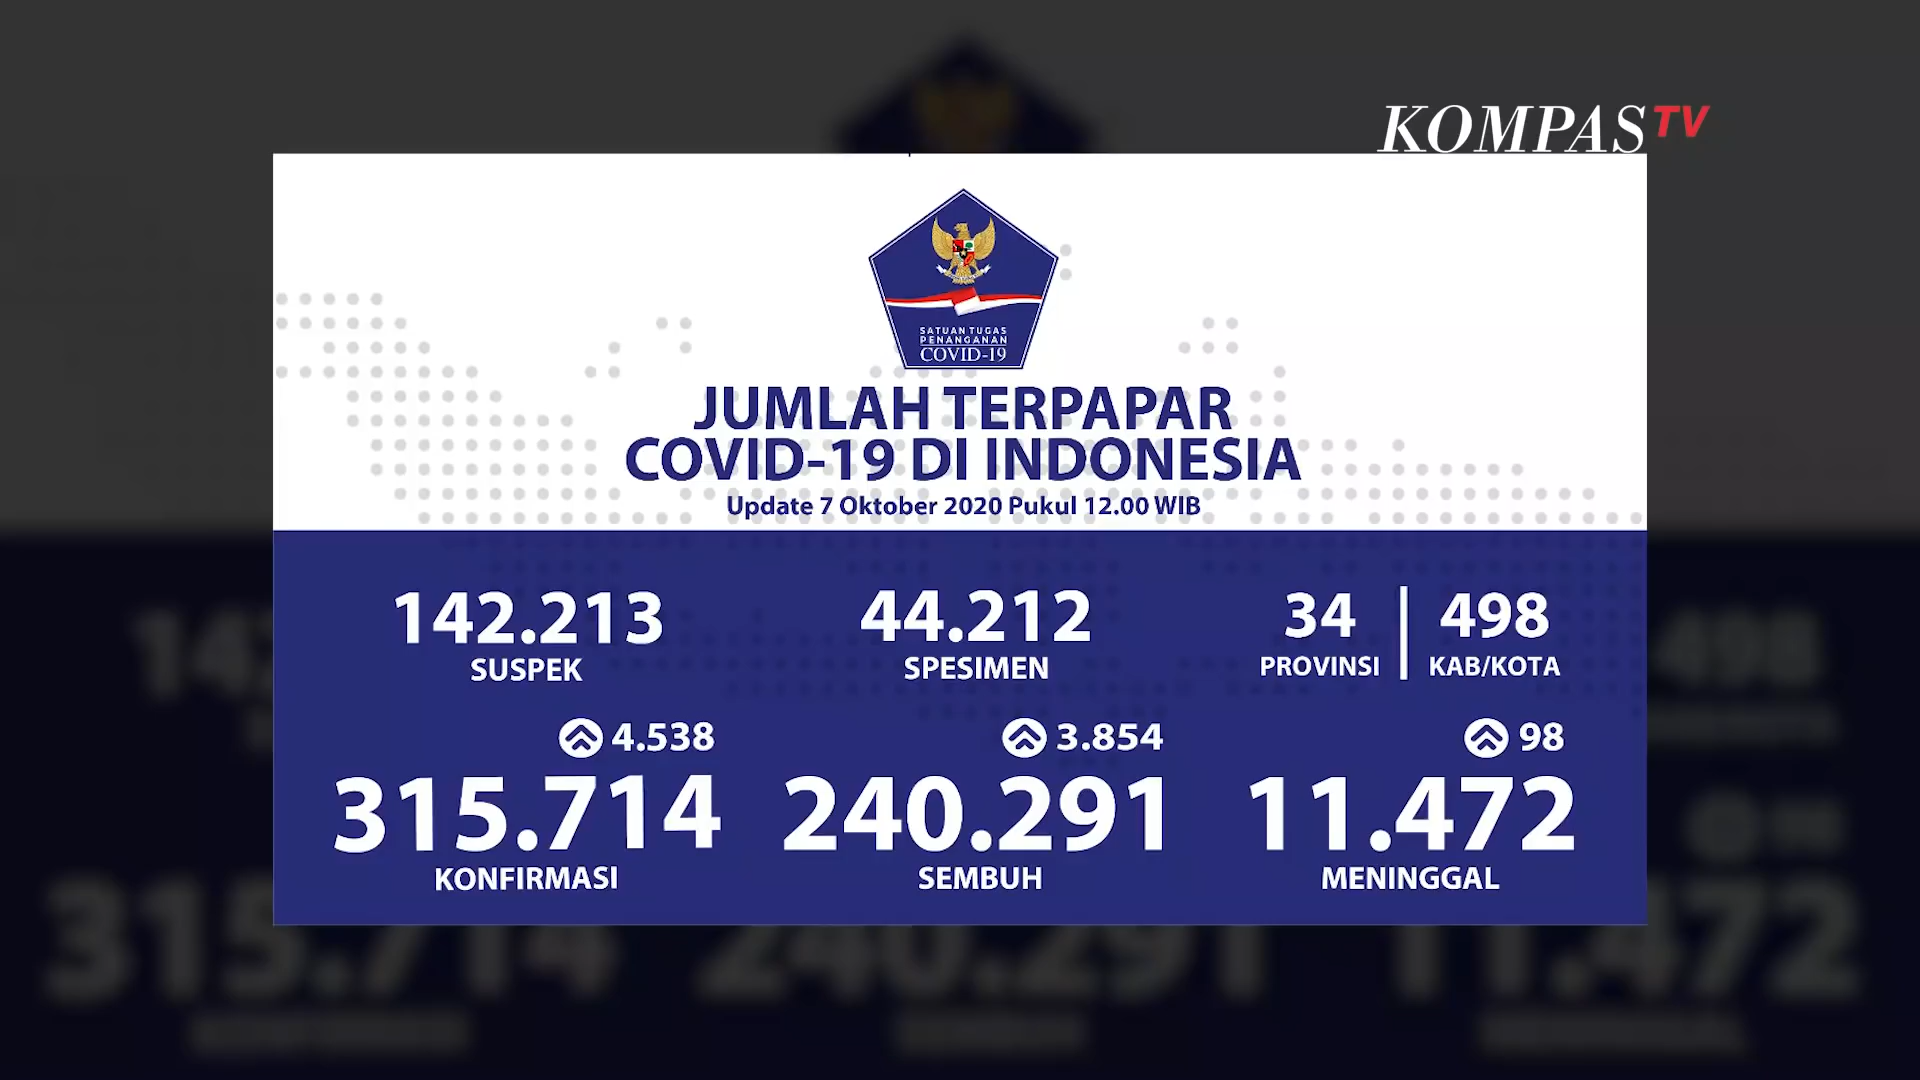 KOMPAS TV
SATUAN TUGAS
PENANGANAN
COVID-19
JUMLAH TERPAPAR
COVID-19 DI INDONESIA
Update 7 Oktober 2020 Pukul 12.00 WIB
142.213
SUSPEK
44.212
SPESIMEN
34
PROVINSI
498
KAB/KOTA
4.538
315.714
KONFIRMASI
3.854
240.291
SEMBUH
98
11.472
MENINGGAL